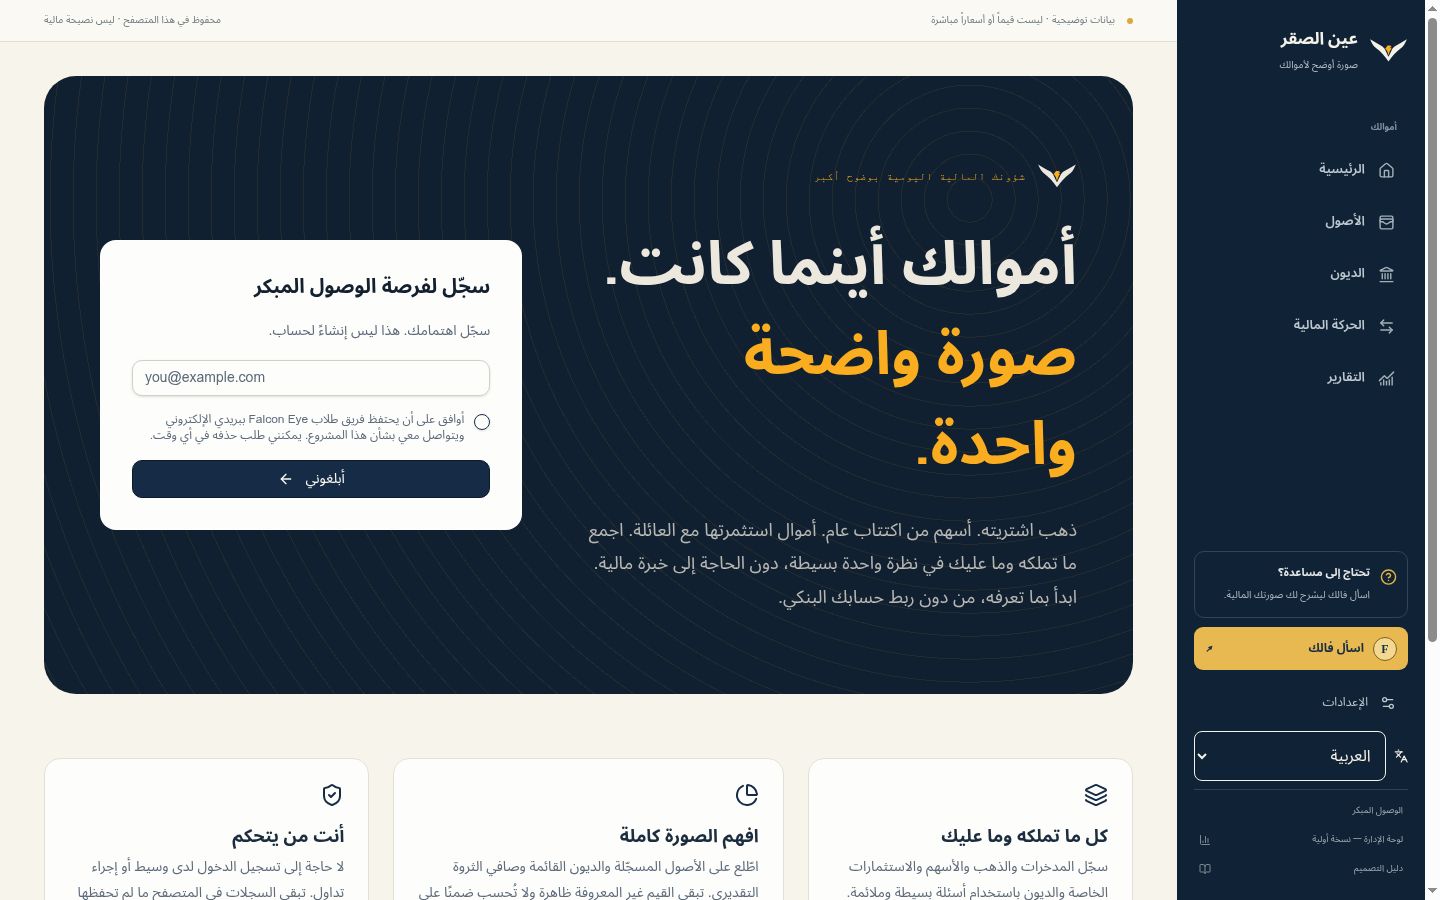 عين الصقر
صورة أوضح لأموالك
أموالك
الرئيسية
الأصول
الديون
الحركة المالية
التقارير
تحتاج إلى مساعدة؟
اسأل فالك ليشرح لك صورتك المالية.
F
اسأل فالك
الإعدادات
العربية
الوصول المبكر
لوحة الإدارة — نسخة أولية
دليل التصميم
بيانات توضيحية · ليست قيماً أو أسعاراً مباشرة
محفوظ في هذا المتصفح · ليس نصيحة مالية
شؤونك المالية اليومية بوضوح أكبر
أموالك أينما كانت.
صورة واضحة
واحدة.
ذهب اشتريته. أسهم من اكتتاب عام. أموال استثمرتها مع العائلة. اجمع
ما تملكه وما عليك في نظرة واحدة بسيطة، دون الحاجة إلى خبرة مالية.
ابدأ بما تعرفه، من دون ربط حسابك البنكي.
سجّل لفرصة الوصول المبكر
سجّل اهتمامك. هذا ليس إنشاءً لحساب.
you@example.com
أوافق على أن يحتفظ فريق طلاب Falcon Eye ببريدي الإلكتروني
ويتواصل معي بشأن هذا المشروع. يمكنني طلب حذفه في أي وقت.
أبلغوني
كل ما تملكه وما عليك
سجّل المدخرات والذهب والأسهم والاستثمارات
الخاصة والديون باستخدام أسئلة بسيطة وملائمة.
افهم الصورة كاملة
اطّلع على الأصول المسجّلة والديون القائمة وصافي الثروة
التقديري. تبقى القيم غير المعروفة ظاهرة ولا تُحسب ضمنًا على
أنت من يتحكم
لا حاجة إلى تسجيل الدخول لدى وسيط أو إجراء
تداول. تبقى السجلات في المتصفح ما لم تحفظها